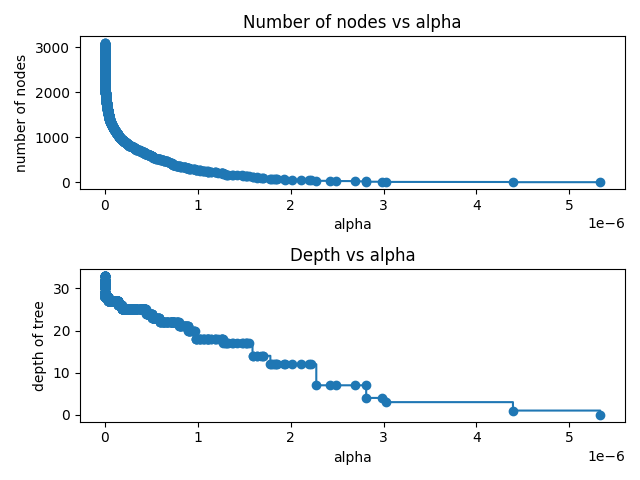 Number of nodes vs alpha
number of nodes
3000
2000
1000
0
0 1 2 3 4 5
1e−6
alpha
Depth vs alpha
depth of tree
30
20
10
0
0 1 2 3 4 5
1e−6
alpha